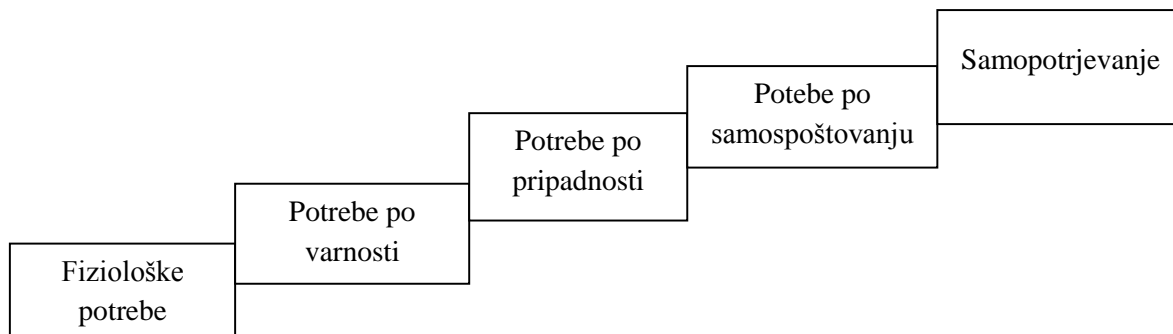 Samopotrjevanje
Potebe po
samospoštovanju
Potrebe po
pripadnosti
Potrebe po
varnosti
Fiziološke
potrebe